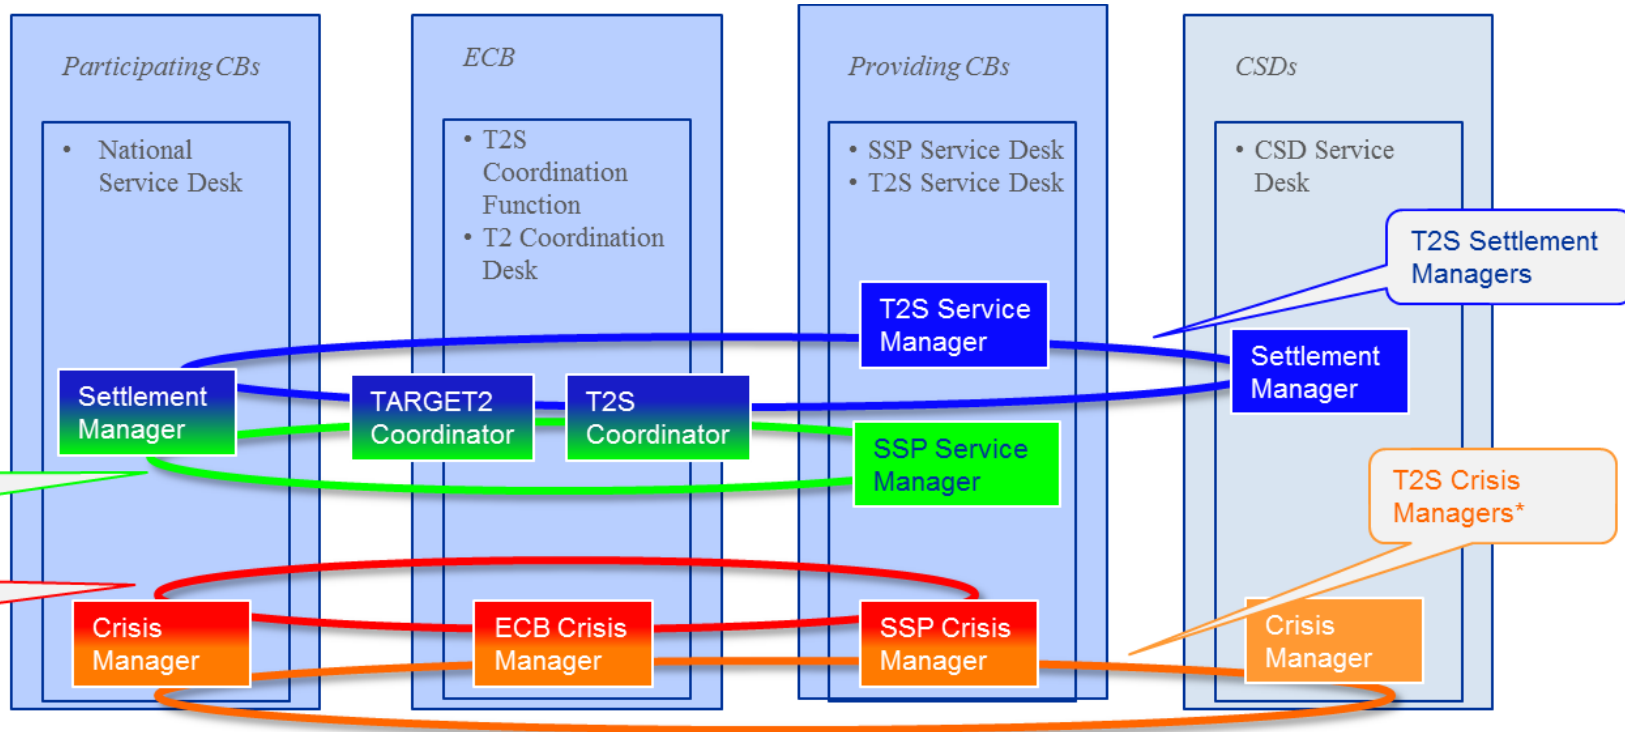 Participating CBs
ECB
Providing CBs
CSDs
• National
Service Desk
• T2S
Coordination
Function
• T2 Coordination
Desk
• SSP Service Desk
• T2S Service Desk
• CSD Service
Desk
T2S Settlement
Managers
T2S Service
Manager
Settlement
Manager
Settlement
Manager
TARGET2
Coordinator
T2S
Coordinator
SSP Service
Manager
T2S Crisis
Managers*
Crisis
Manager
ECB Crisis
Manager
SSP Crisis
Manager
Crisis
Manager